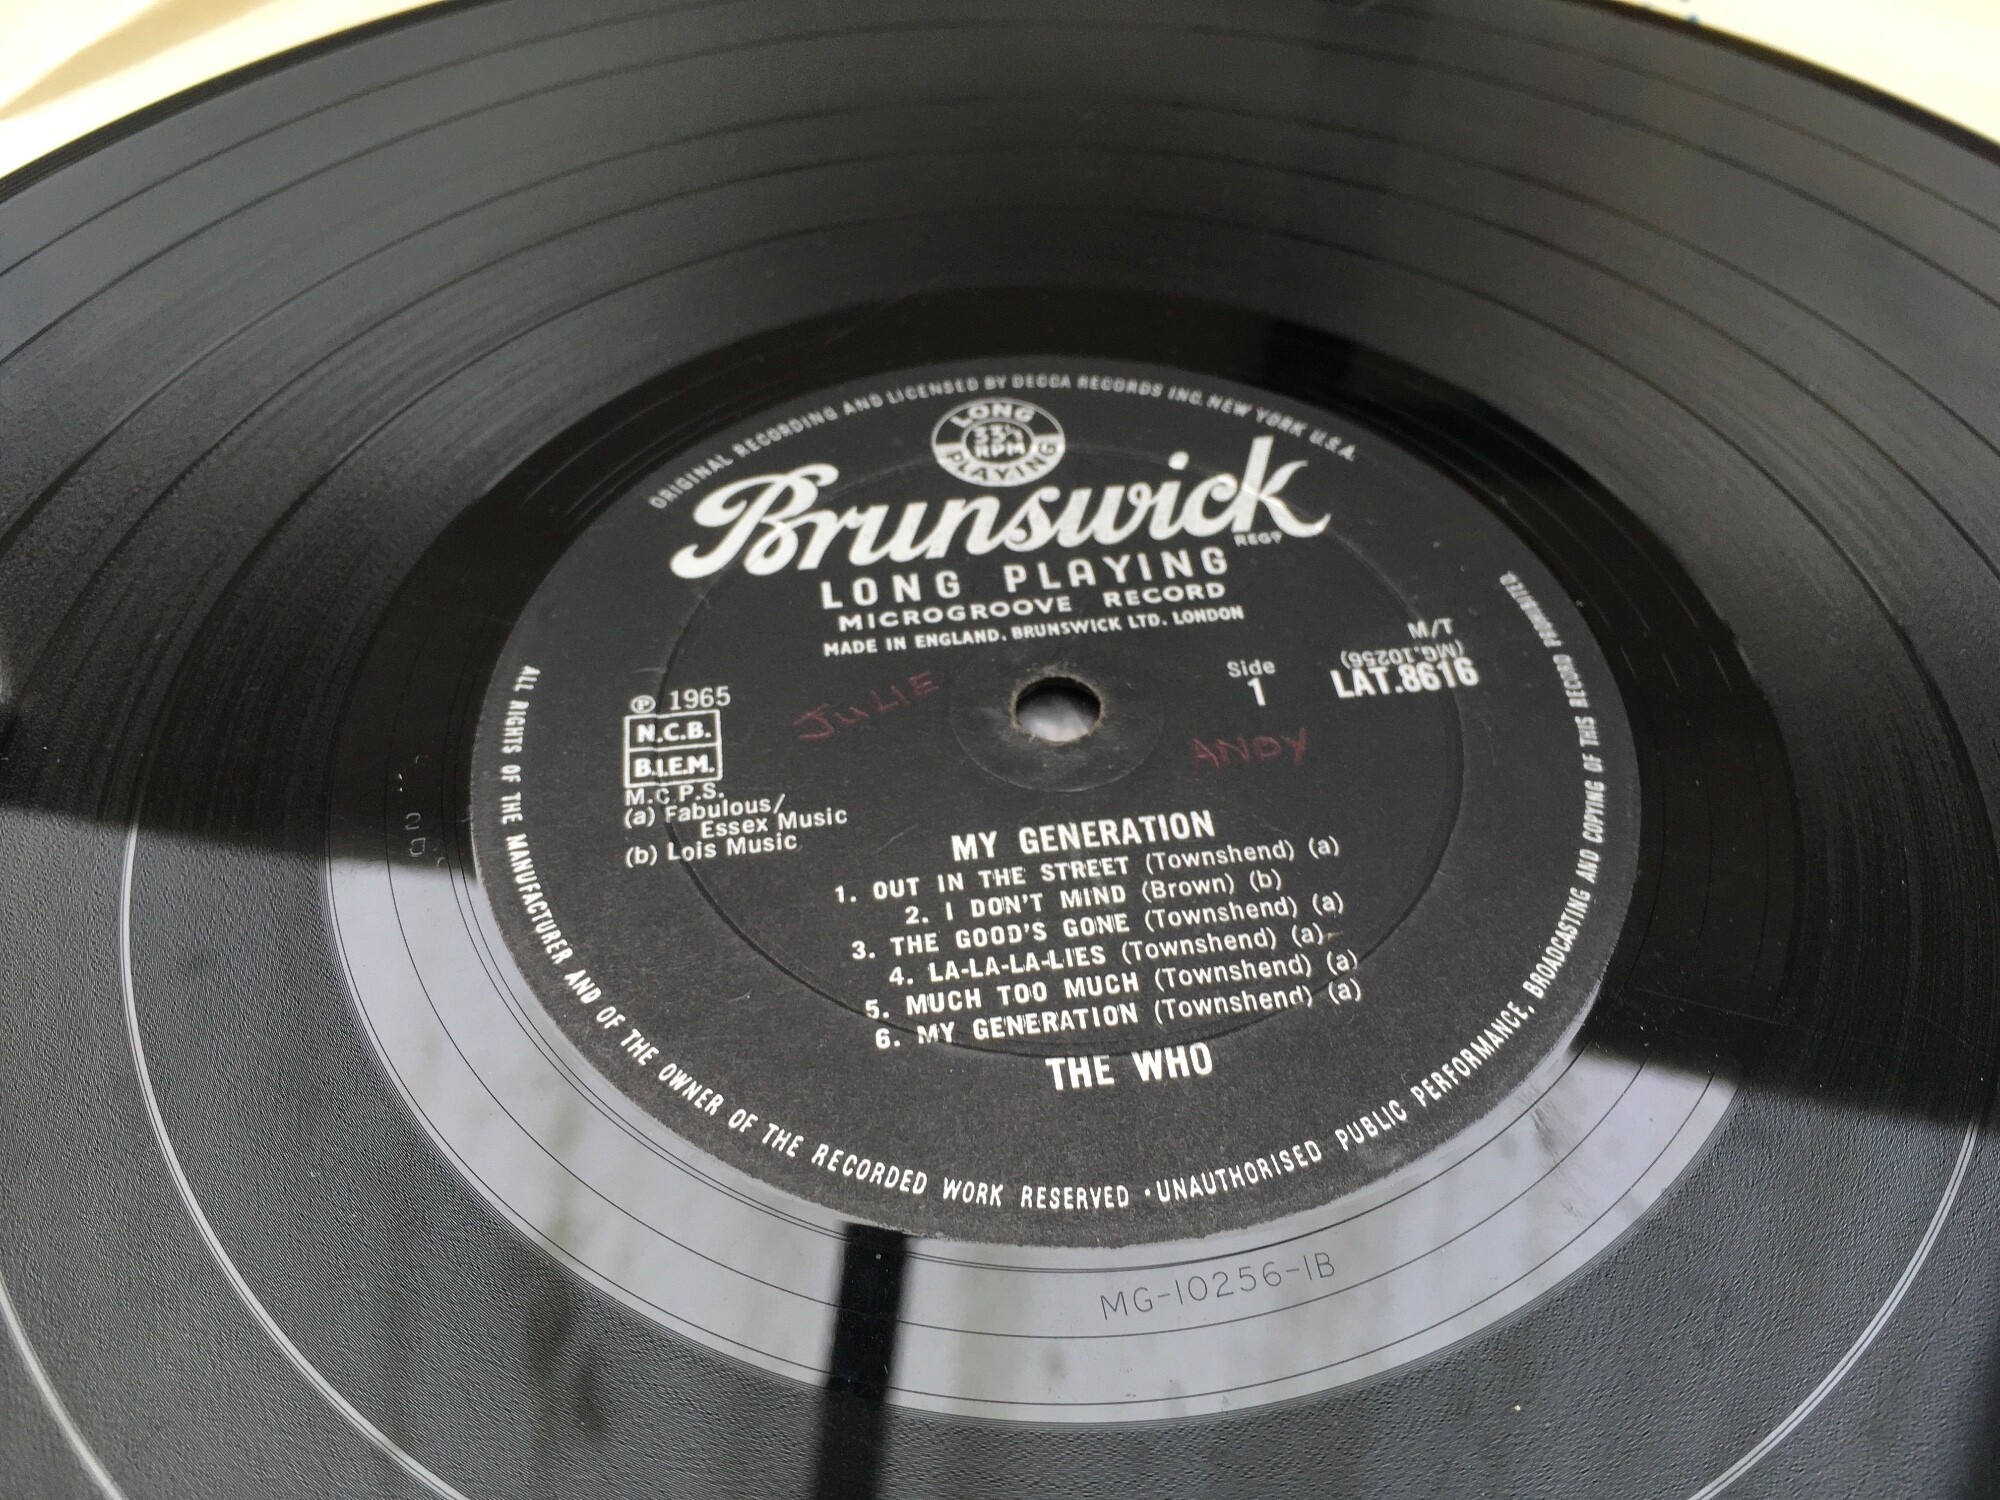 ORIGINAL RECORDING AND LICENSED BY DECCA RECORDS INC. NEW YORK U.S.A.
LONG
33⅓
RPM
PLAYING
Brunswick
REGD
LONG PLAYING
MICROGROOVE RECORD
MADE IN ENGLAND. BRUNSWICK LTD. LONDON
M/T
(MG.10256)
Side
1
LAT.8616
℗ 1965
N.C.B.
B.I.E.M.
M.C.P.S.
(a) Fabulous/
Essex Music
(b) Lois Music
JULIE
ANDY
MY GENERATION
1. OUT IN THE STREET (Townshend) (a)
2. I DON'T MIND (Brown) (b)
3. THE GOOD'S GONE (Townshend) (a)
4. LA-LA-LA-LIES (Townshend) (a)
5. MUCH TOO MUCH (Townshend) (a)
6. MY GENERATION (Townshend) (a)
THE WHO
ALL RIGHTS OF THE MANUFACTURER AND OF THE OWNER OF THE RECORDED WORK RESERVED · UNAUTHORISED PUBLIC PERFORMANCE, BROADCASTING AND COPYING OF THIS RECORD PROHIBITED
MG-10256-1B